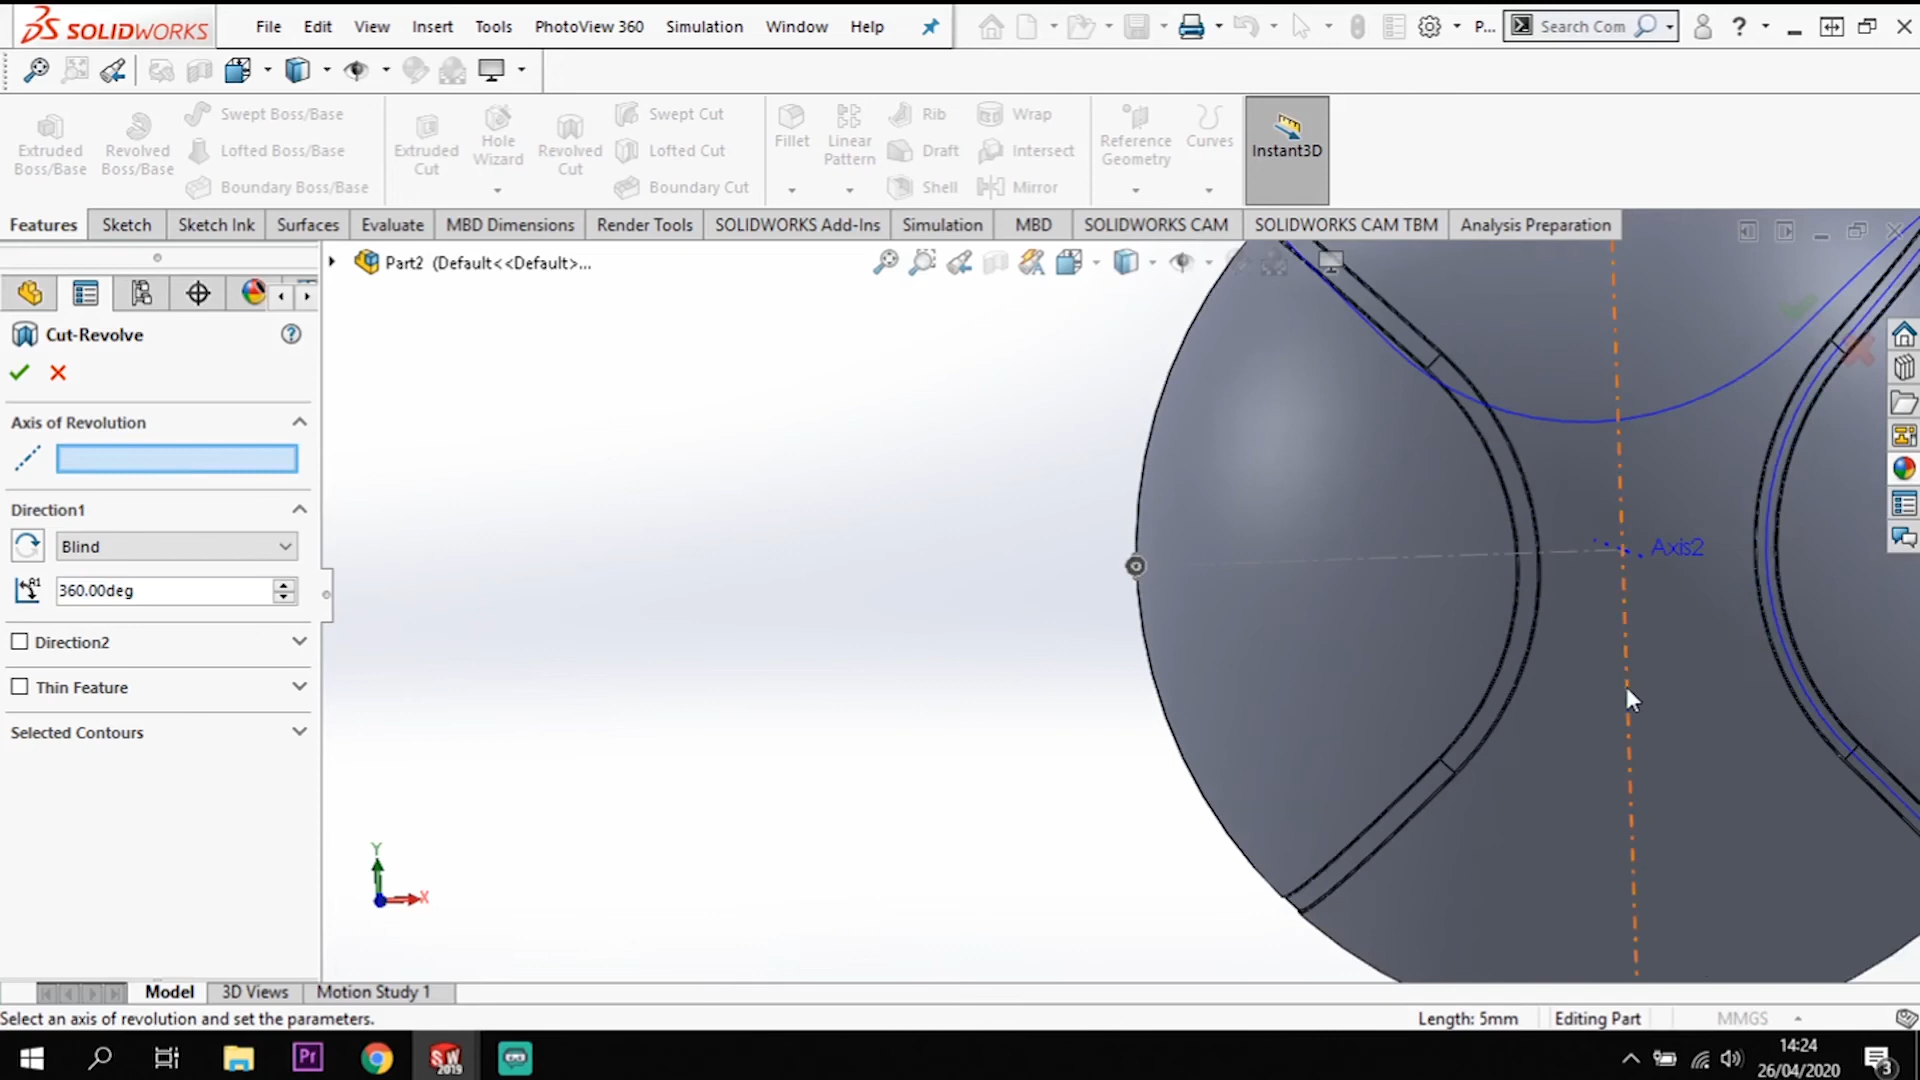 SOLIDWORKS File Edit View Insert Tools PhotoView 360 Simulation Window Help P... Search Com ?
Extruded Boss/Base
Revolved Boss/Base
Swept Boss/Base
Lofted Boss/Base
Boundary Boss/Base
Extruded Cut
Hole Wizard
Revolved Cut
Swept Cut
Lofted Cut
Boundary Cut
Fillet
Linear Pattern
Rib
Draft
Shell
Wrap
Intersect
Mirror
Reference Geometry
Curves
Instant3D
Features Sketch Sketch Ink Surfaces Evaluate MBD Dimensions Render Tools SOLIDWORKS Add-Ins Simulation MBD SOLIDWORKS CAM SOLIDWORKS CAM TBM Analysis Preparation
Part2 (Default<<Default>...
Cut-Revolve ?
Axis of Revolution
Direction1
Blind
360.00deg
Direction2
Thin Feature
Selected Contours
Axis2
Y
X
Model 3D Views Motion Study 1
Select an axis of revolution and set the parameters. Length: 5mm Editing Part MMGS
Pr SW 2019
14:24
26/04/2020
3